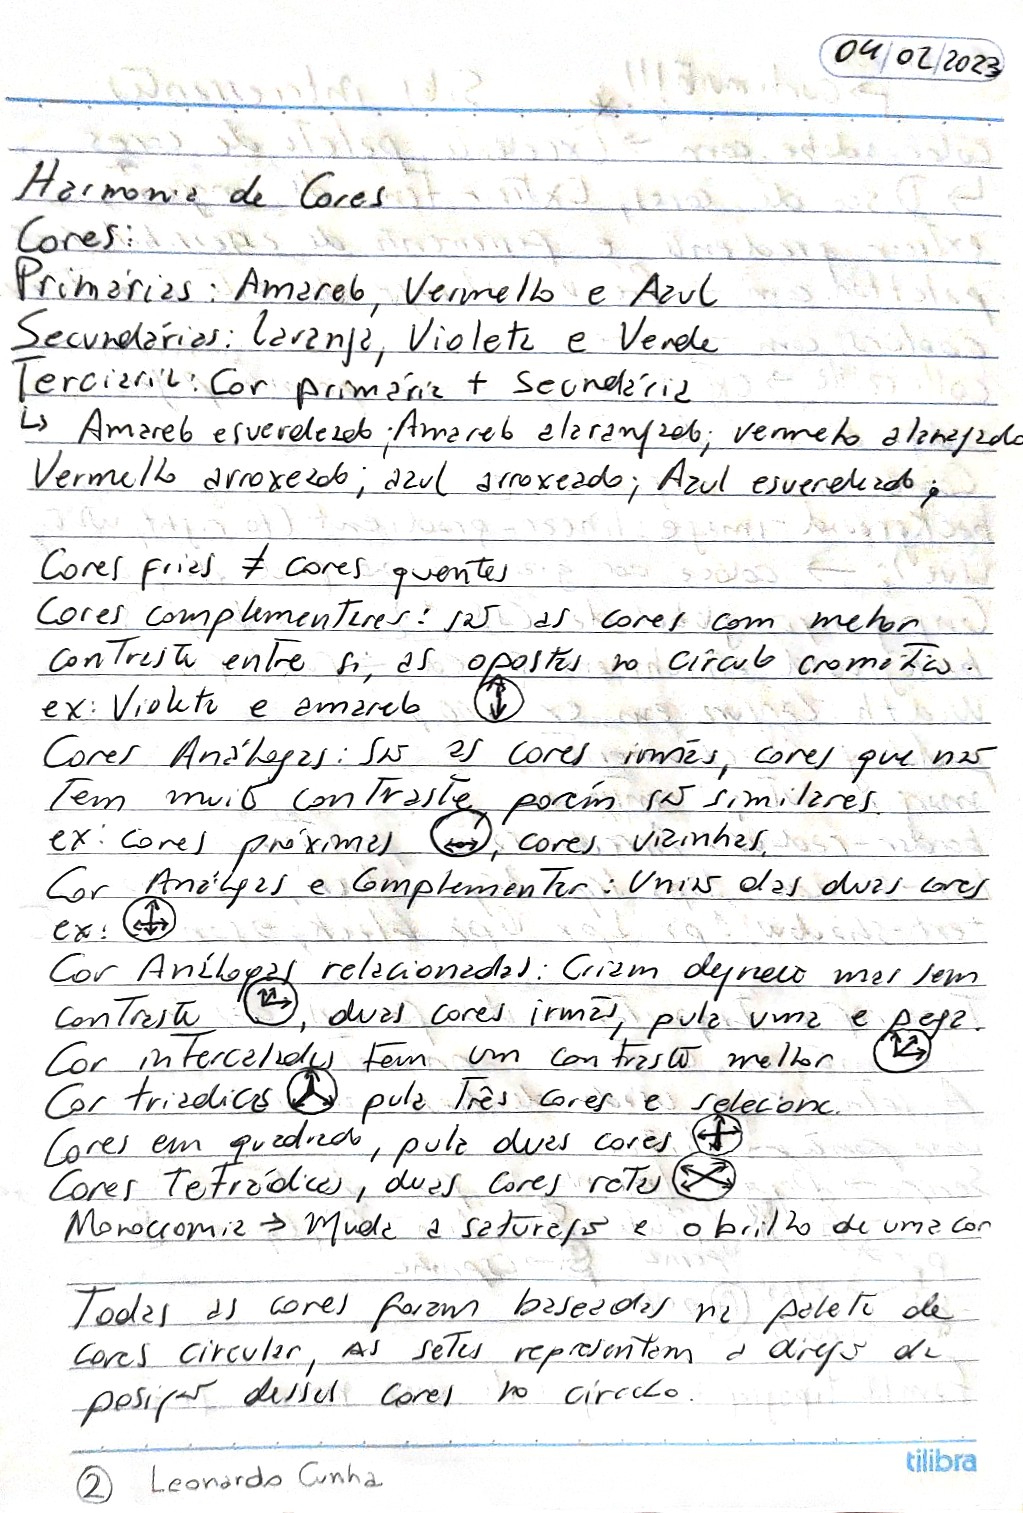 04/02/2023
Harmonia de Cores
Cores:
Primárias: Amarelo, Vermelho e Azul
Secundárias: Laranja, Violeta e Verde
Terciária: Cor primária + Secundária
↳ Amarelo esverdeado; Amarelo alaranjado; vermelho alaranjado
Vermelho arroxeado; azul arroxeado; Azul esverdeado;
Cores frias ≠ cores quentes
Cores complementares: são as cores com melhor
contraste entre si, as opostas no círculo cromático.
ex: Violeta e amarelo
Cores Análogas: São as cores irmãs, cores que não
Tem muito contraste, porém são similares.
ex: cores próximas, cores vizinhas.
Cor Análogas e Complementar: União das duas cores
ex:
Cor Análogas relacionadas: Criam degrade mas sem
contraste, duas cores irmãs, pula uma e pega.
Cor intercaladas tem um contraste melhor
Cor triadicas pula Três cores e seleciona.
Cores em quadrado, pula duas cores
Cores Tetrádicas, duas cores retas
Monocromia → Muda a saturação e o brilho de uma cor
Todas as cores foram baseadas na paleta de
cores circular, As setas representam a direção de
posição dessas cores no círculo.
tilibra
2 Leonardo Cunha